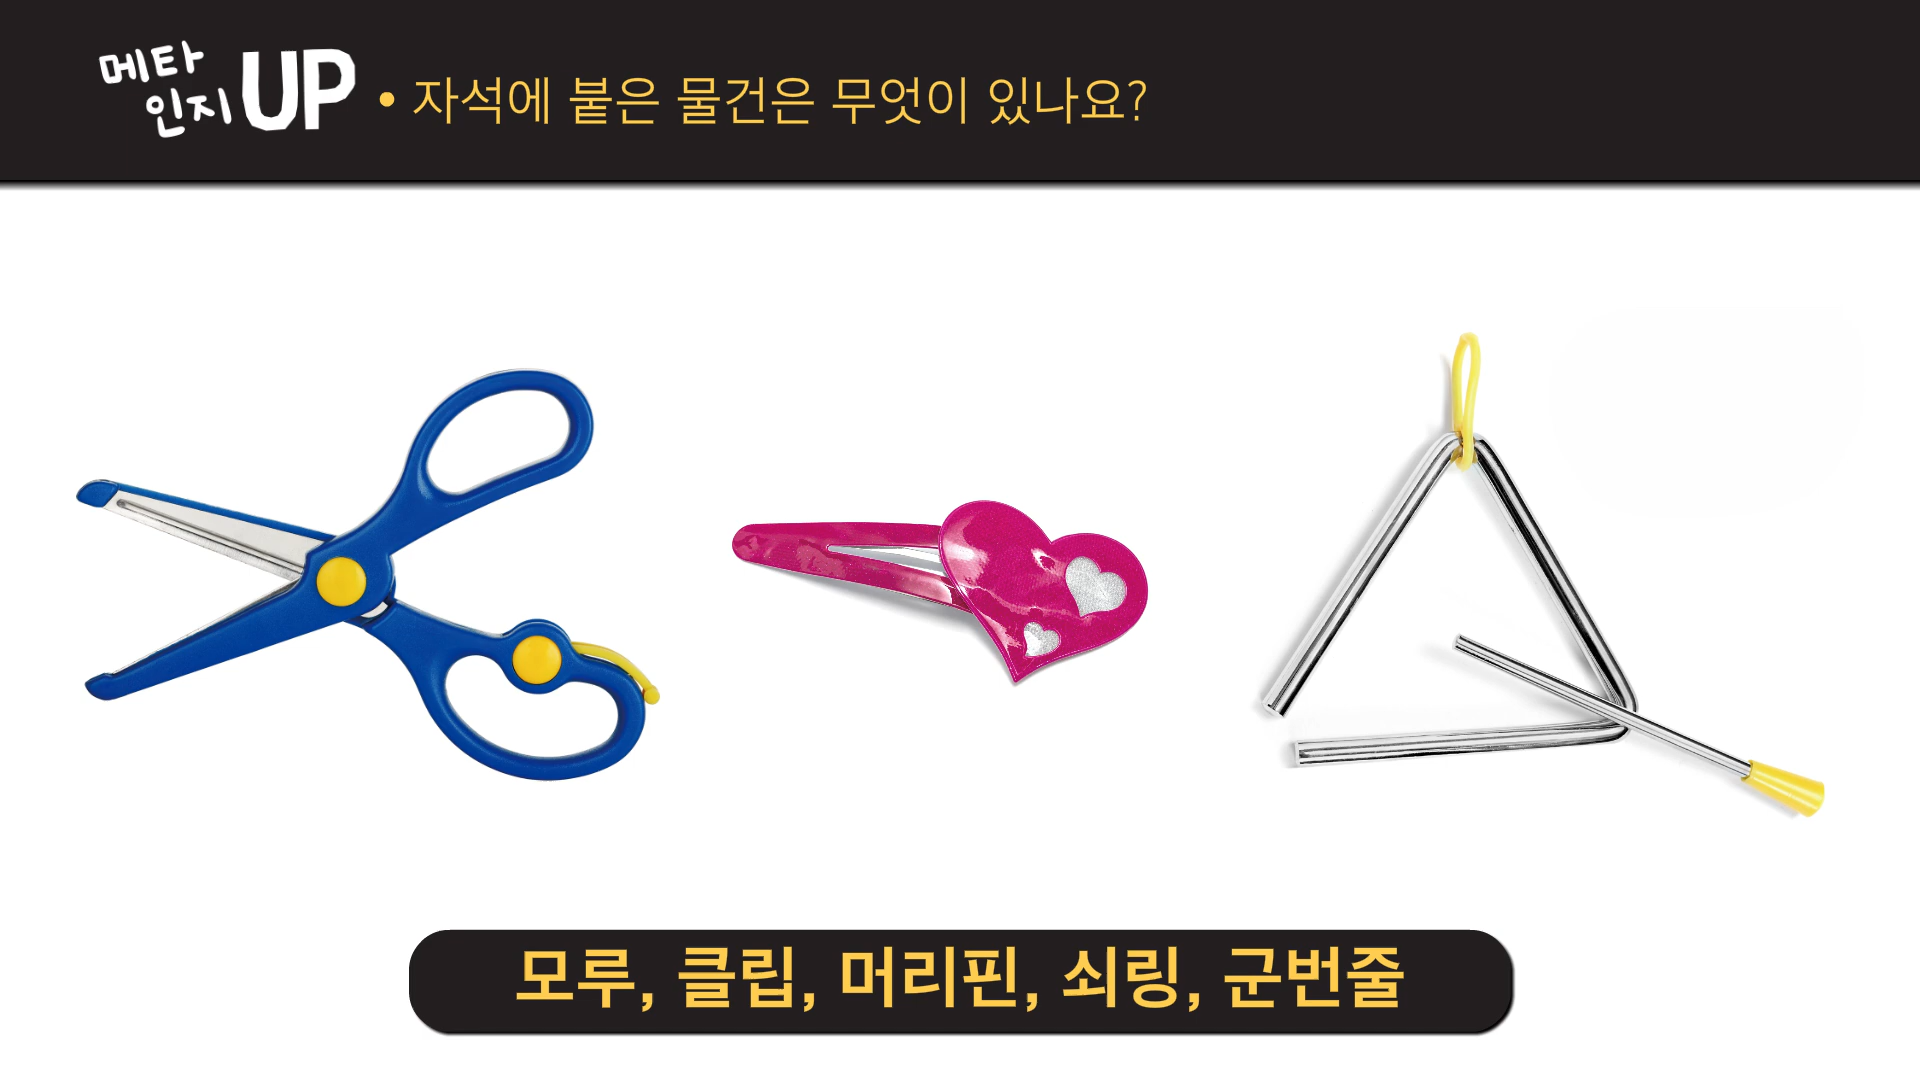 메타
인지 UP
• 자석에 붙은 물건은 무엇이 있나요?
모루, 클립, 머리핀, 쇠링, 군번줄